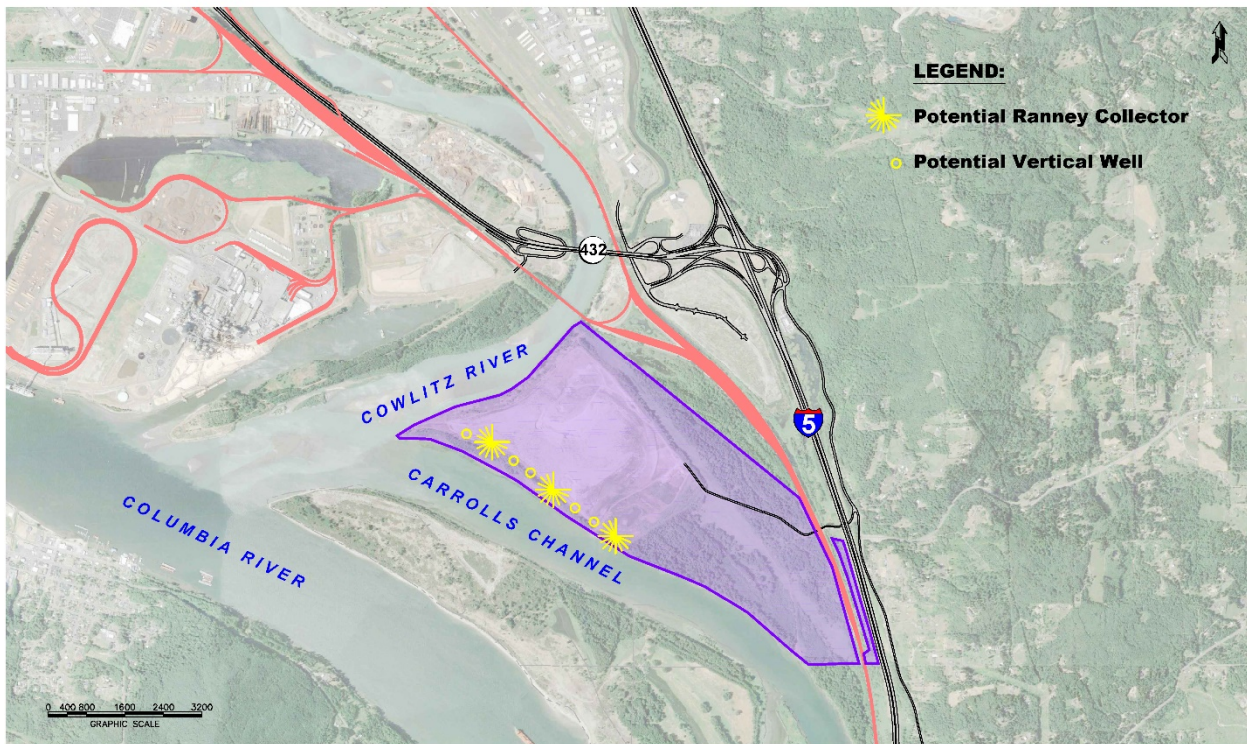 N
LEGEND:
Potential Ranney Collector
Potential Vertical Well
432
COWLITZ RIVER
5
CARROLLS CHANNEL
COLUMBIA RIVER
0 400 800 1600 2400 3200
GRAPHIC SCALE